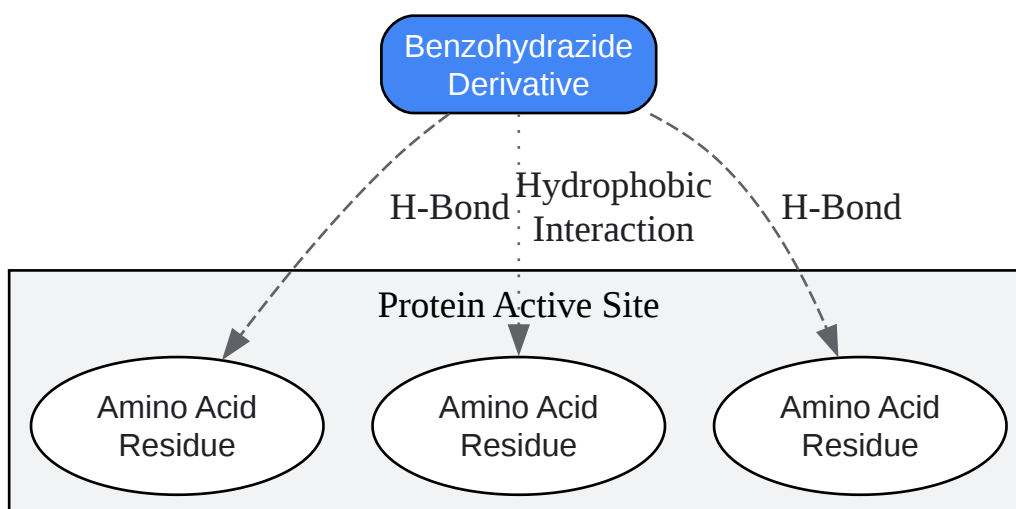 Benzohydrazide
Derivative
H-Bond
Hydrophobic
Interaction
H-Bond
Protein Active Site
Amino Acid
Residue
Amino Acid
Residue
Amino Acid
Residue